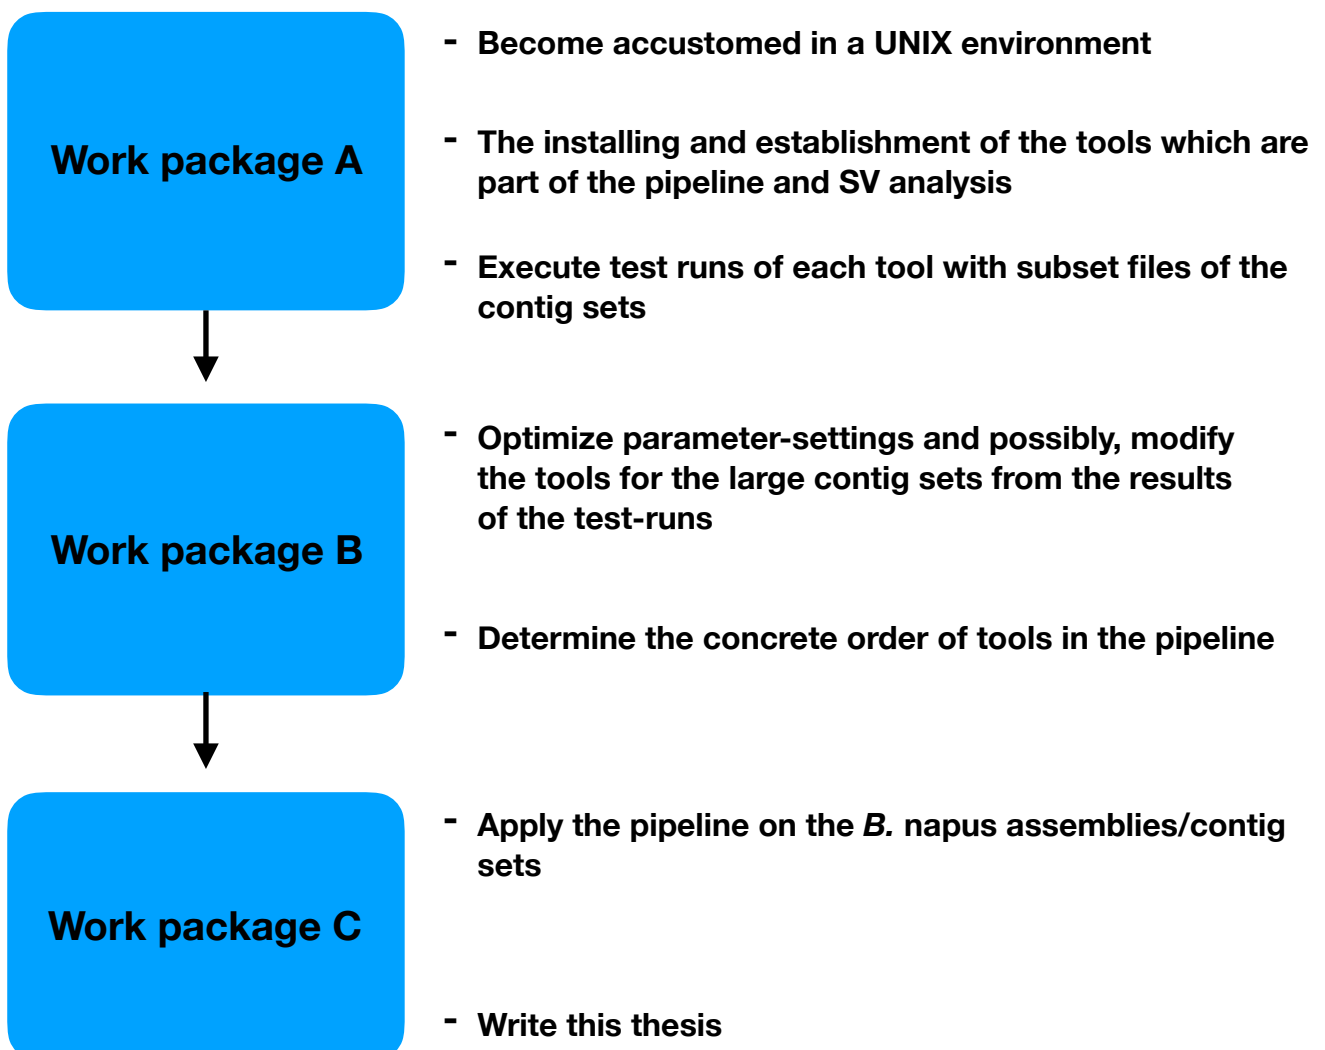 Work package A
- Become accustomed in a UNIX environment
- The installing and establishment of the tools which are
part of the pipeline and SV analysis
- Execute test runs of each tool with subset files of the
contig sets
Work package B
- Optimize parameter-settings and possibly, modify
the tools for the large contig sets from the results
of the test-runs
- Determine the concrete order of tools in the pipeline
Work package C
- Apply the pipeline on the B. napus assemblies/contig
sets
- Write this thesis